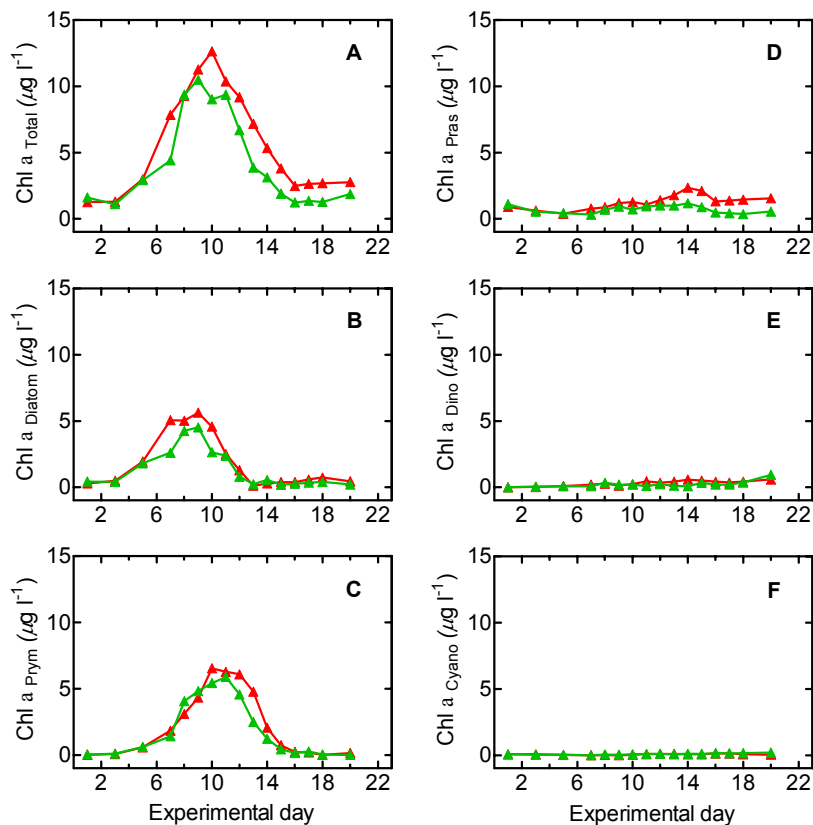 A
Chl a Total (µg l-1)
15
10
5
0
2 6 10 14 18 22
B
Chl a Diatom (µg l-1)
15
10
5
0
2 6 10 14 18 22
C
Chl a Prym (µg l-1)
15
10
5
0
2 6 10 14 18 22
Experimental day
D
Chl a Pras (µg l-1)
15
10
5
0
2 6 10 14 18 22
E
Chl a Dino (µg l-1)
15
10
5
0
2 6 10 14 18 22
F
Chl a Cyano (µg l-1)
15
10
5
0
2 6 10 14 18 22
Experimental day